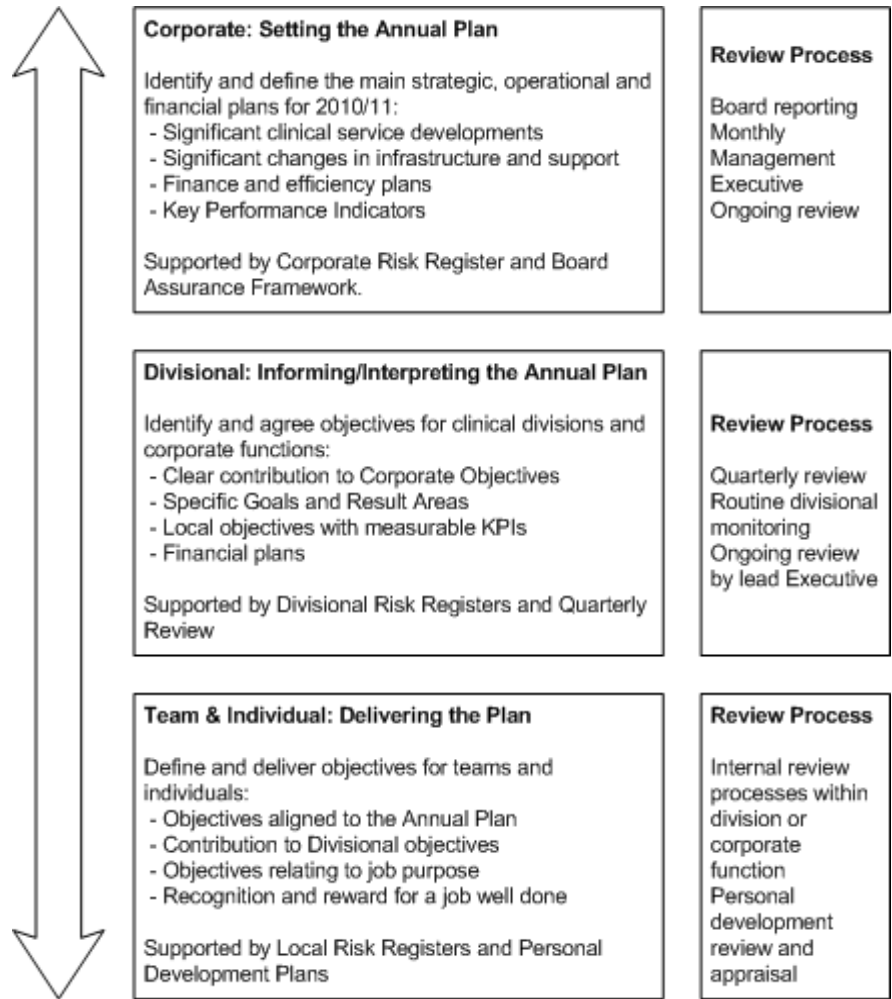 Corporate: Setting the Annual Plan
Identify and define the main strategic, operational and
financial plans for 2010/11:
- Significant clinical service developments
- Significant changes in infrastructure and support
- Finance and efficiency plans
- Key Performance Indicators
Supported by Corporate Risk Register and Board
Assurance Framework.
Review Process
Board reporting
Monthly
Management
Executive
Ongoing review
Divisional: Informing/Interpreting the Annual Plan
Identify and agree objectives for clinical divisions and
corporate functions:
- Clear contribution to Corporate Objectives
- Specific Goals and Result Areas
- Local objectives with measurable KPIs
- Financial plans
Supported by Divisional Risk Registers and Quarterly
Review
Review Process
Quarterly review
Routine divisional
monitoring
Ongoing review
by lead Executive
Team & Individual: Delivering the Plan
Define and deliver objectives for teams and
individuals:
- Objectives aligned to the Annual Plan
- Contribution to Divisional objectives
- Objectives relating to job purpose
- Recognition and reward for a job well done
Supported by Local Risk Registers and Personal
Development Plans
Review Process
Internal review
processes within
division or
corporate
function
Personal
development
review and
appraisal